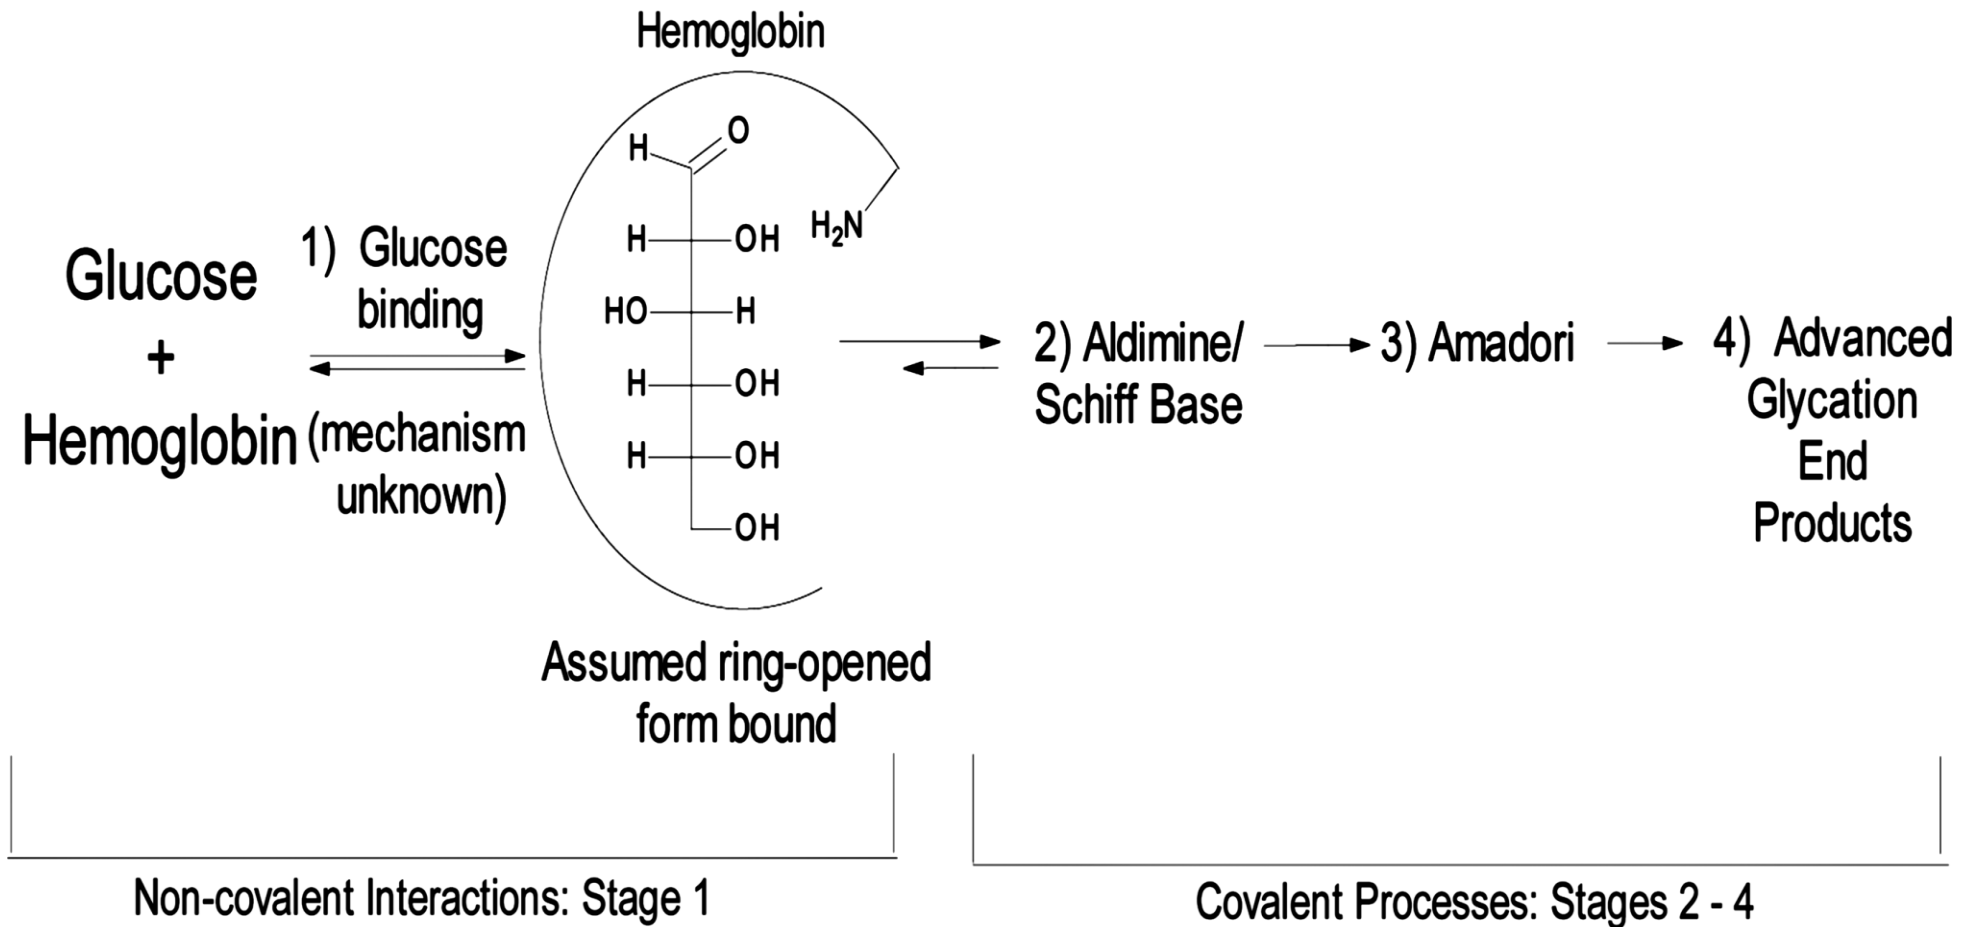 Hemoglobin
H O
H OH H₂N
HO H
H OH
H OH
OH
Glucose
+
Hemoglobin
1) Glucose
binding
(mechanism
unknown)
Assumed ring-opened
form bound
2) Aldimine/
Schiff Base
3) Amadori
4) Advanced
Glycation
End
Products
Non-covalent Interactions: Stage 1
Covalent Processes: Stages 2 - 4